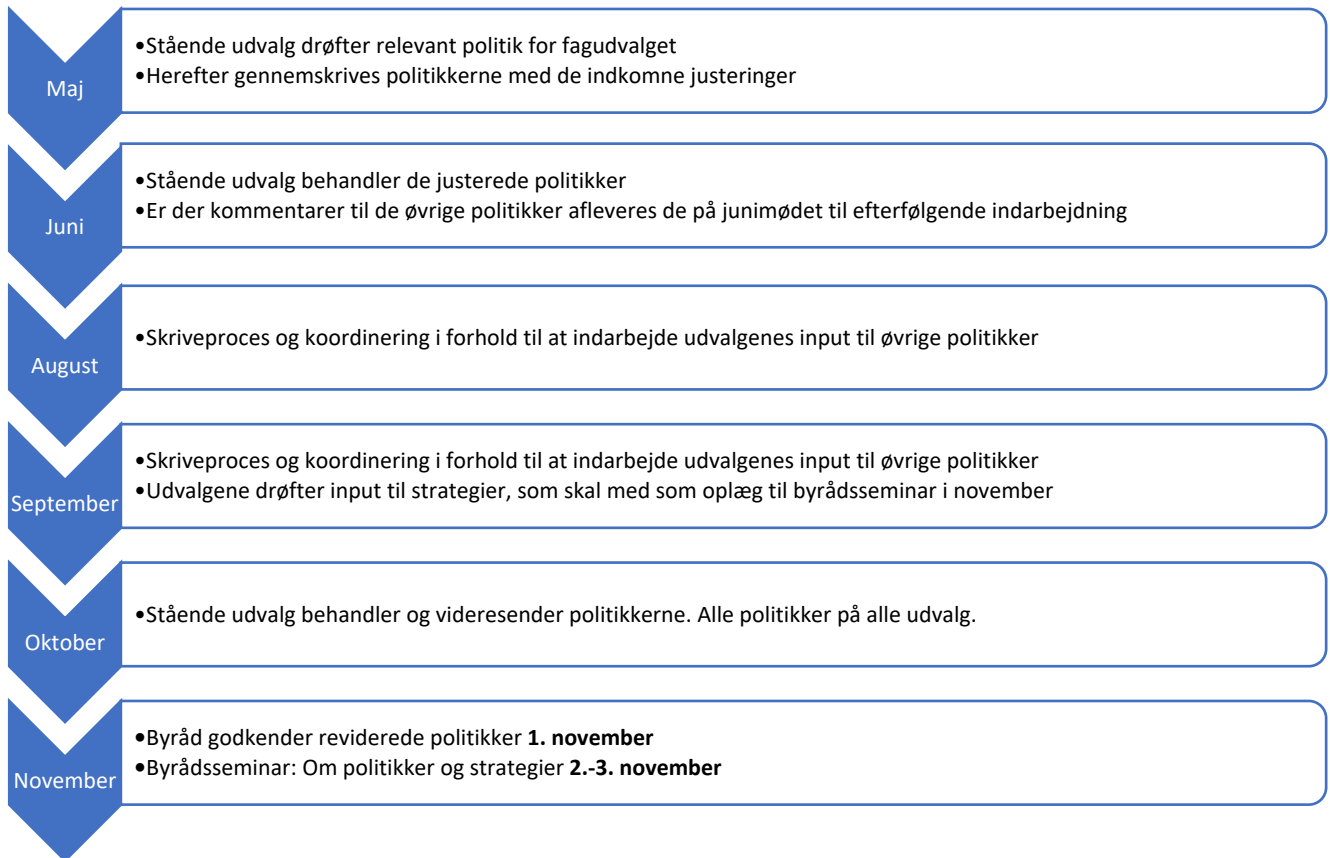 Maj
•Stående udvalg drøfter relevant politik for fagudvalget
•Herefter gennemskrives politikkerne med de indkomne justeringer
Juni
•Stående udvalg behandler de justerede politikker
•Er der kommentarer til de øvrige politikker afleveres de på junimødet til efterfølgende indarbejdning
August
•Skriveproces og koordinering i forhold til at indarbejde udvalgenes input til øvrige politikker
September
•Skriveproces og koordinering i forhold til at indarbejde udvalgenes input til øvrige politikker
•Udvalgene drøfter input til strategier, som skal med som oplæg til byrådsseminar i november
Oktober
•Stående udvalg behandler og videresender politikkerne. Alle politikker på alle udvalg.
November
•Byråd godkender reviderede politikker 1. november
•Byrådsseminar: Om politikker og strategier 2.-3. november